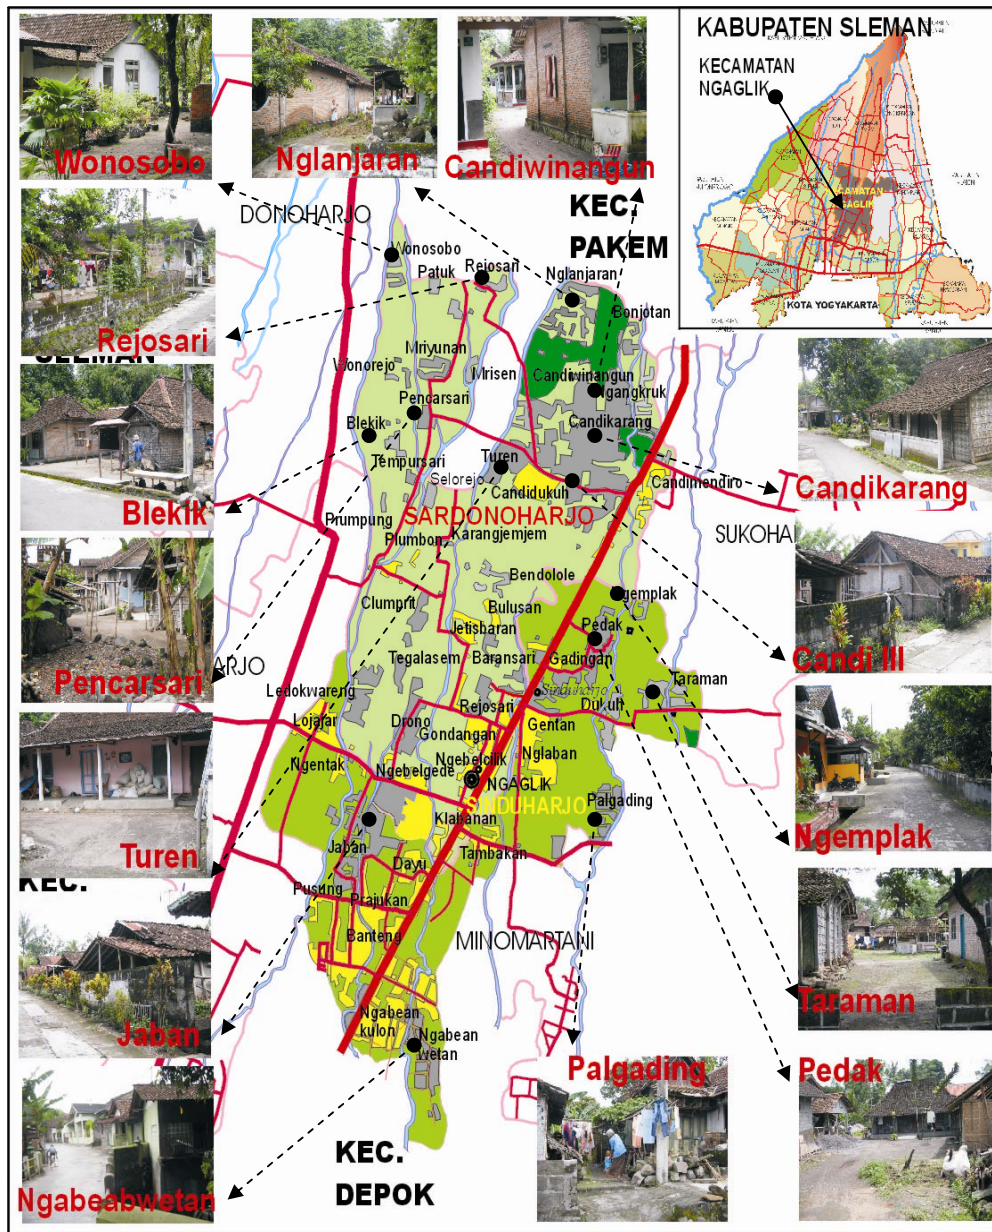 Wonosobo
Nglanjaran
Candiwinangun
KABUPATEN SLEMAN
KECAMATAN
NGAGLIK
KOTA YOGYAKARTA
DONOHARJO
KEC.
PAKEM
Wonosobo
Patuk
Rejosari
Nglanjaran
Bonjotan
Rejosari
Wonorejo
Mriyunan
Mrisen
Candiwinangun
Ngangkruk
Pencarsari
Blekik
Candikarang
Tempursari
Turen
Selorejo
Candidukuh
Candimendiro
Candikarang
Blekik
Prumpung
SARDONOHARJO
Plumbon
Karangjemjem
SUKOHA
Bendolole
Ngemplak
Clumprit
Bulusan
Jetisbaran
Pedak
Gadingan
Candi III
ARJO
Pencarsari
Tegalasem
Baransari
Taraman
Ledokwareng
Rejosari
Sinduharjo
Dukuh
Lojajar
Drono
Gondangan
Gentan
Ngentak
Ngebelcilik
Nglaban
Ngebelgede
NGAGLIK
SINDUHARJO
Palgading
Klabanan
Ngemplak
Turen
Jaban
Tambakan
Dayu
KEC.
Pusung
Prajukan
Banteng
MINOMARTANI
Taraman
Jaban
Ngabean
kulon
Ngabean
wetan
Palgading
Pedak
KEC.
DEPOK
Ngabeabwetan